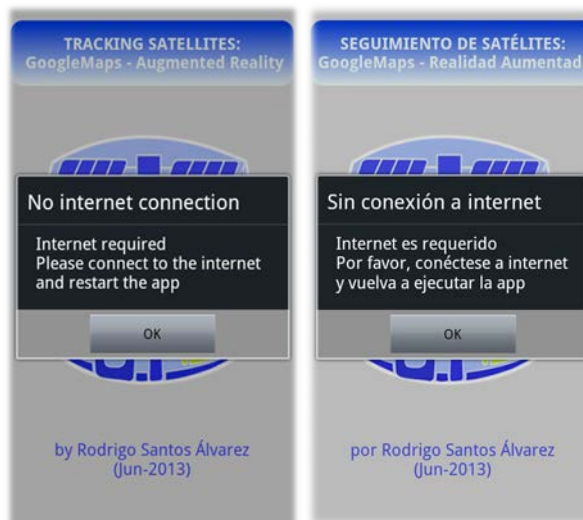 TRACKING SATELLITES:
GoogleMaps - Augmented Reality
No internet connection
Internet required
Please connect to the internet
and restart the app
OK
by Rodrigo Santos Álvarez
(Jun-2013)
SEGUIMIENTO DE SATÉLITES:
GoogleMaps - Realidad Aumentad
Sin conexión a internet
Internet es requerido
Por favor, conéctese a internet
y vuelva a ejecutar la app
OK
por Rodrigo Santos Álvarez
(Jun-2013)